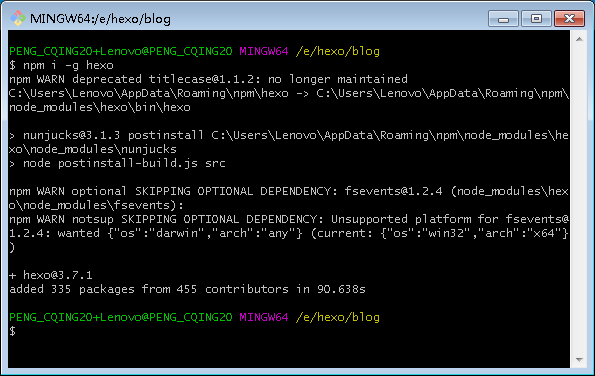 MINGW64:/e/hexo/blog
PENG_CQING20+Lenovo@PENG_CQING20 MINGW64 /e/hexo/blog
$ npm i -g hexo
npm WARN deprecated titlecase@1.1.2: no longer maintained
C:\Users\Lenovo\AppData\Roaming\npm\hexo -> C:\Users\Lenovo\AppData\Roaming\npm\
node_modules\hexo\bin\hexo
> nunjucks@3.1.3 postinstall C:\Users\Lenovo\AppData\Roaming\npm\node_modules\he
xo\node_modules\nunjucks
> node postinstall-build.js src
npm WARN optional SKIPPING OPTIONAL DEPENDENCY: fsevents@1.2.4 (node_modules\hex
o\node_modules\fsevents):
npm WARN notsup SKIPPING OPTIONAL DEPENDENCY: Unsupported platform for fsevents@
1.2.4: wanted {"os":"darwin","arch":"any"} (current: {"os":"win32","arch":"x64"}
)
+ hexo@3.7.1
added 335 packages from 455 contributors in 90.638s
PENG_CQING20+Lenovo@PENG_CQING20 MINGW64 /e/hexo/blog
$